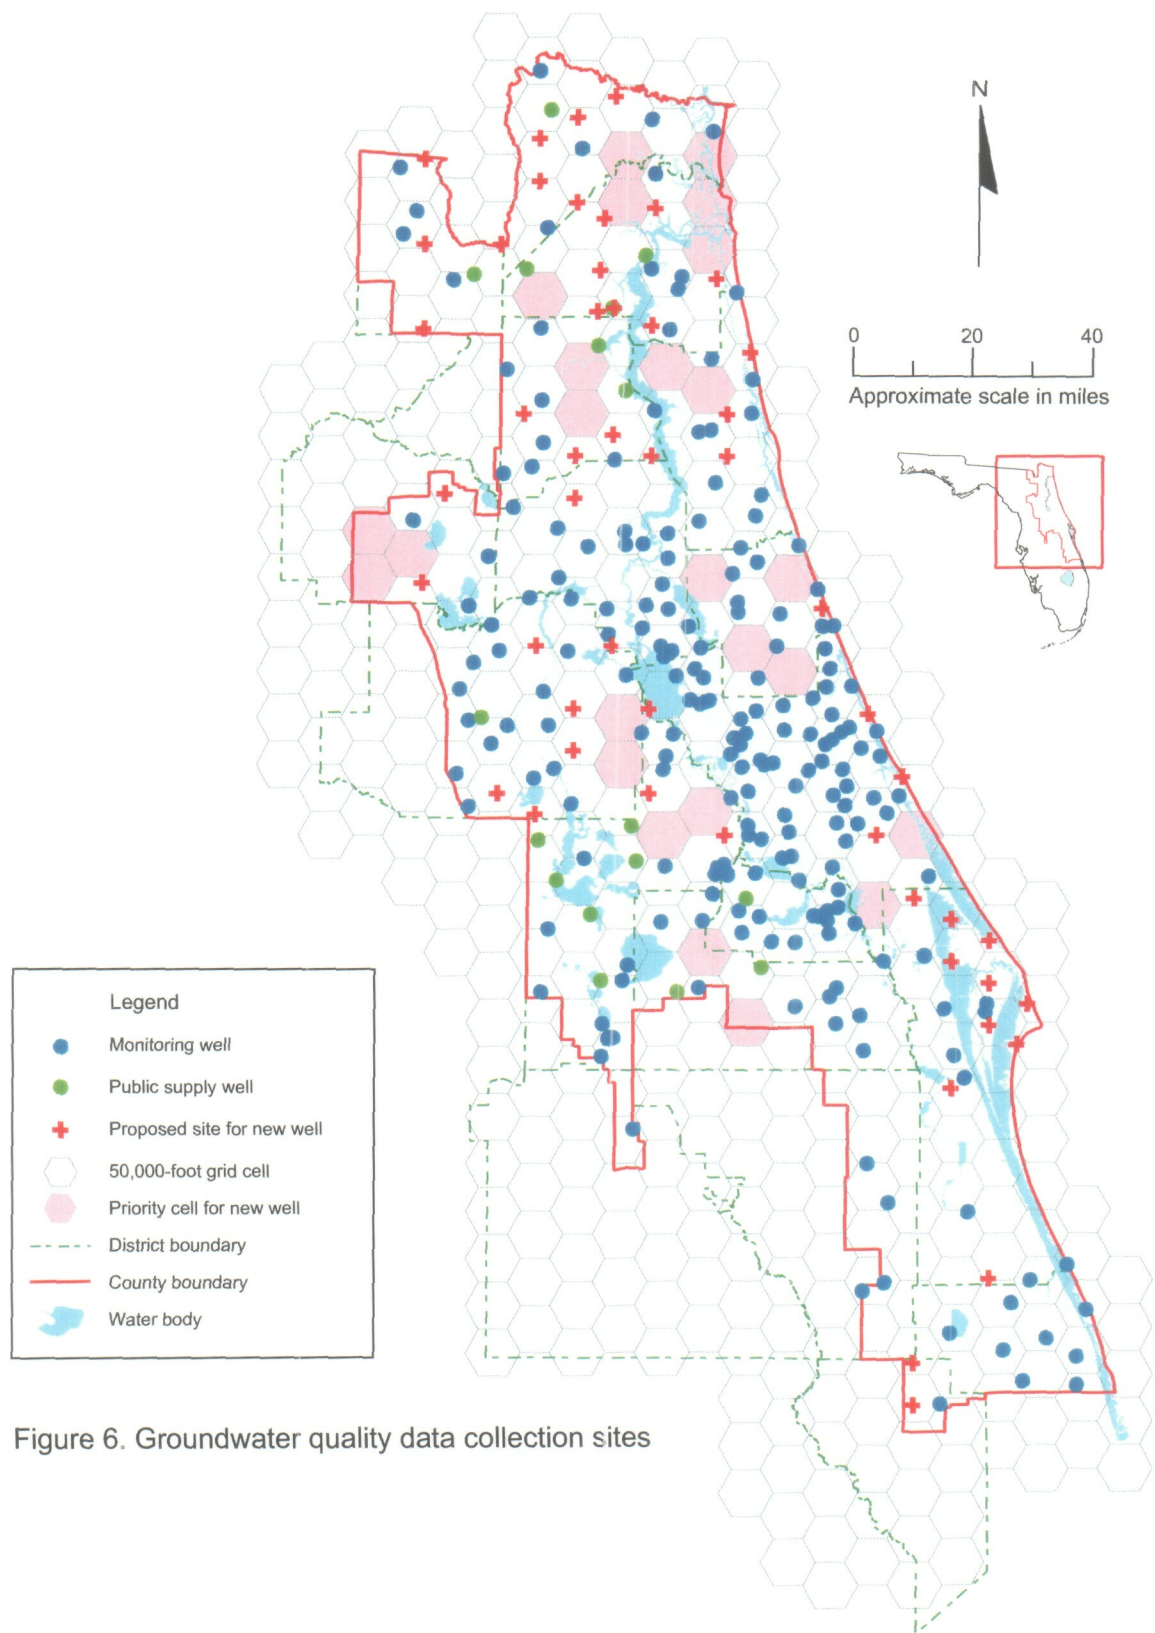 N
0 20 40
Approximate scale in miles
Legend
Monitoring well
Public supply well
Proposed site for new well
50,000-foot grid cell
Priority cell for new well
District boundary
County boundary
Water body
Figure 6. Groundwater quality data collection sites